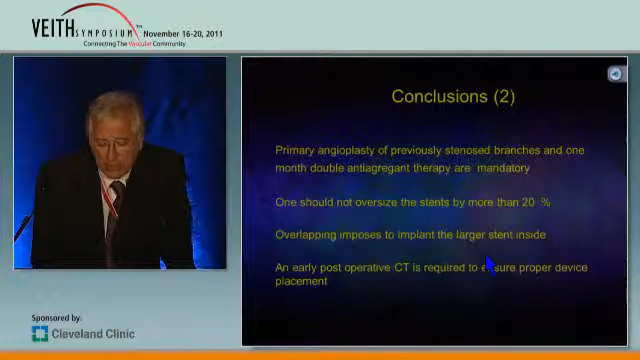 VEITHSYMPOSIUM™
November 16-20, 2011
Connecting The Vascular Community
Conclusions (2)
Primary angioplasty of previously stenosed branches and one
month double antiagregant therapy are mandatory
One should not oversize the stents by more than 20 %
Overlapping imposes to implant the larger stent inside
An early post operative CT is required to ensure proper device
placement
Sponsored by:
Cleveland Clinic